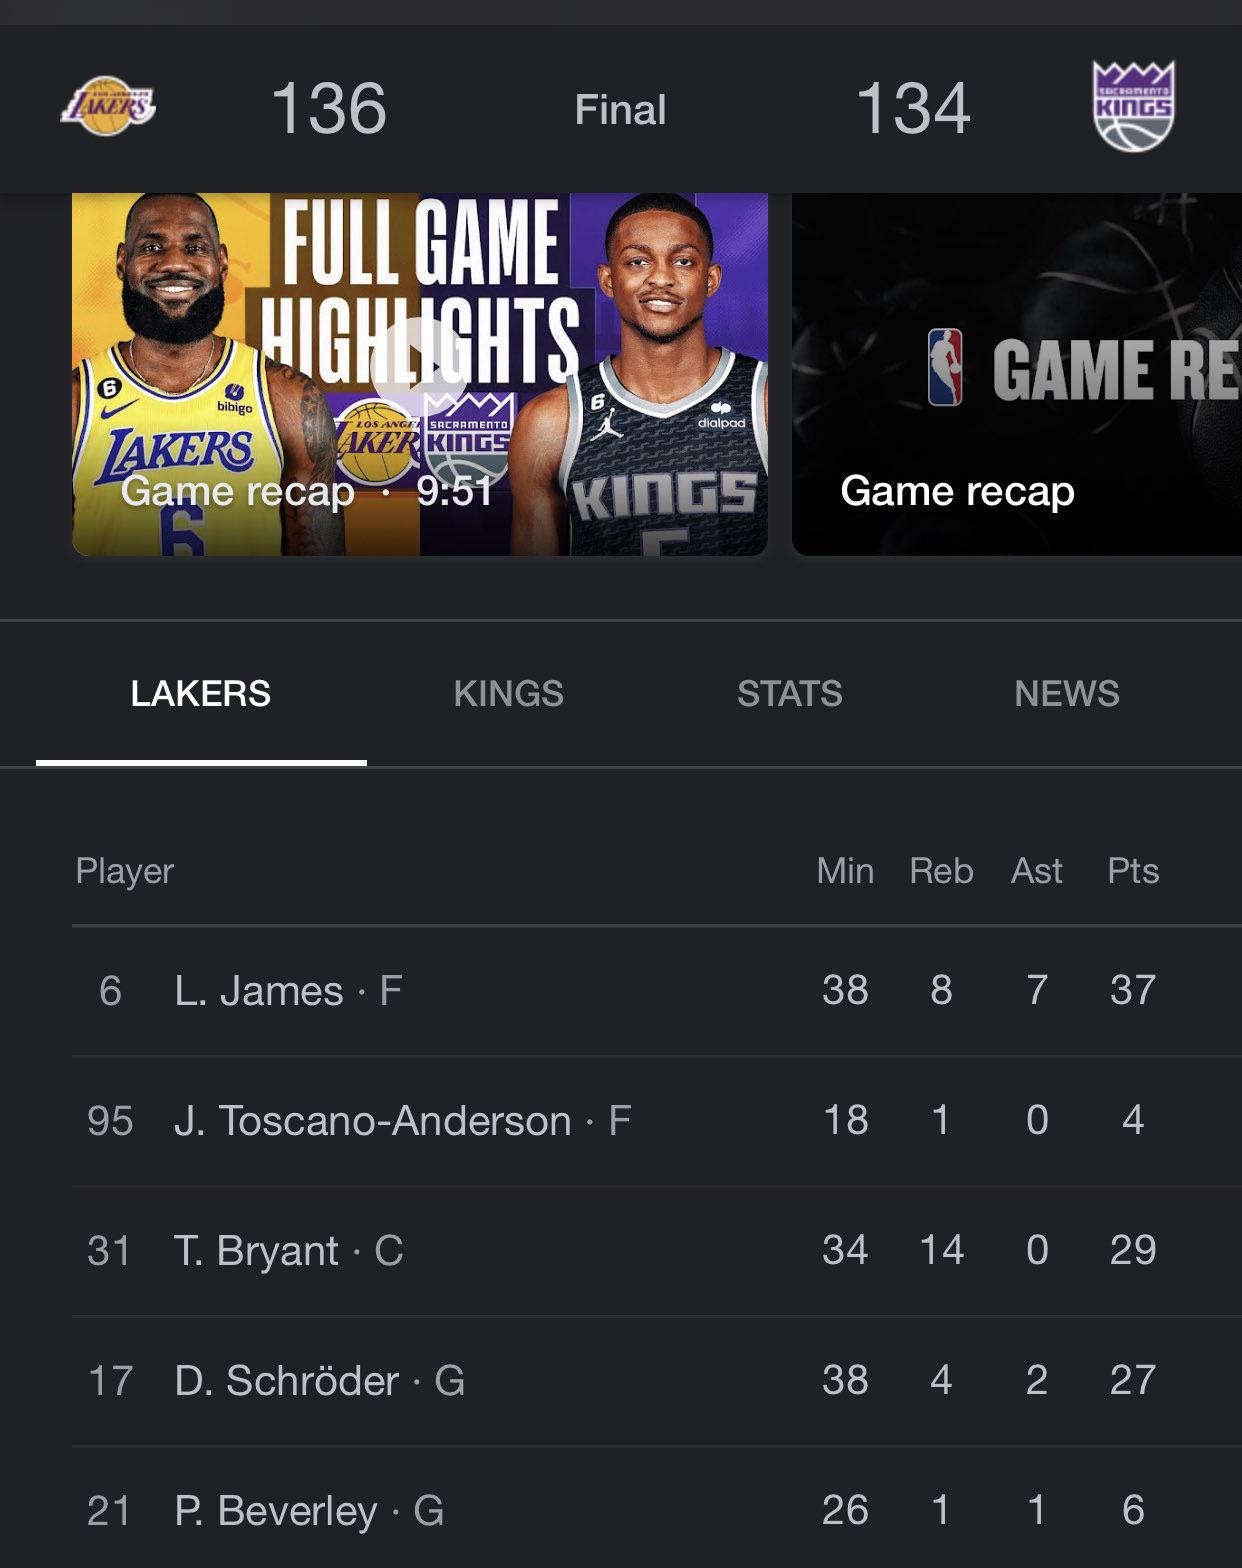 LAKERS 136 Final 134 SACRAMENTO KINGS
FULL GAME
HIGHLIGHTS
GAME RE
6 bibigo
LAKERS
6
LOS ANGE
AKER
SACRAMENTO
KINGS
6 dialpad
KINGS
Game recap · 9:51
Game recap
LAKERS KINGS STATS NEWS
Player Min Reb Ast Pts
6 L. James · F 38 8 7 37
95 J. Toscano-Anderson · F 18 1 0 4
31 T. Bryant · C 34 14 0 29
17 D. Schröder · G 38 4 2 27
21 P. Beverley · G 26 1 1 6